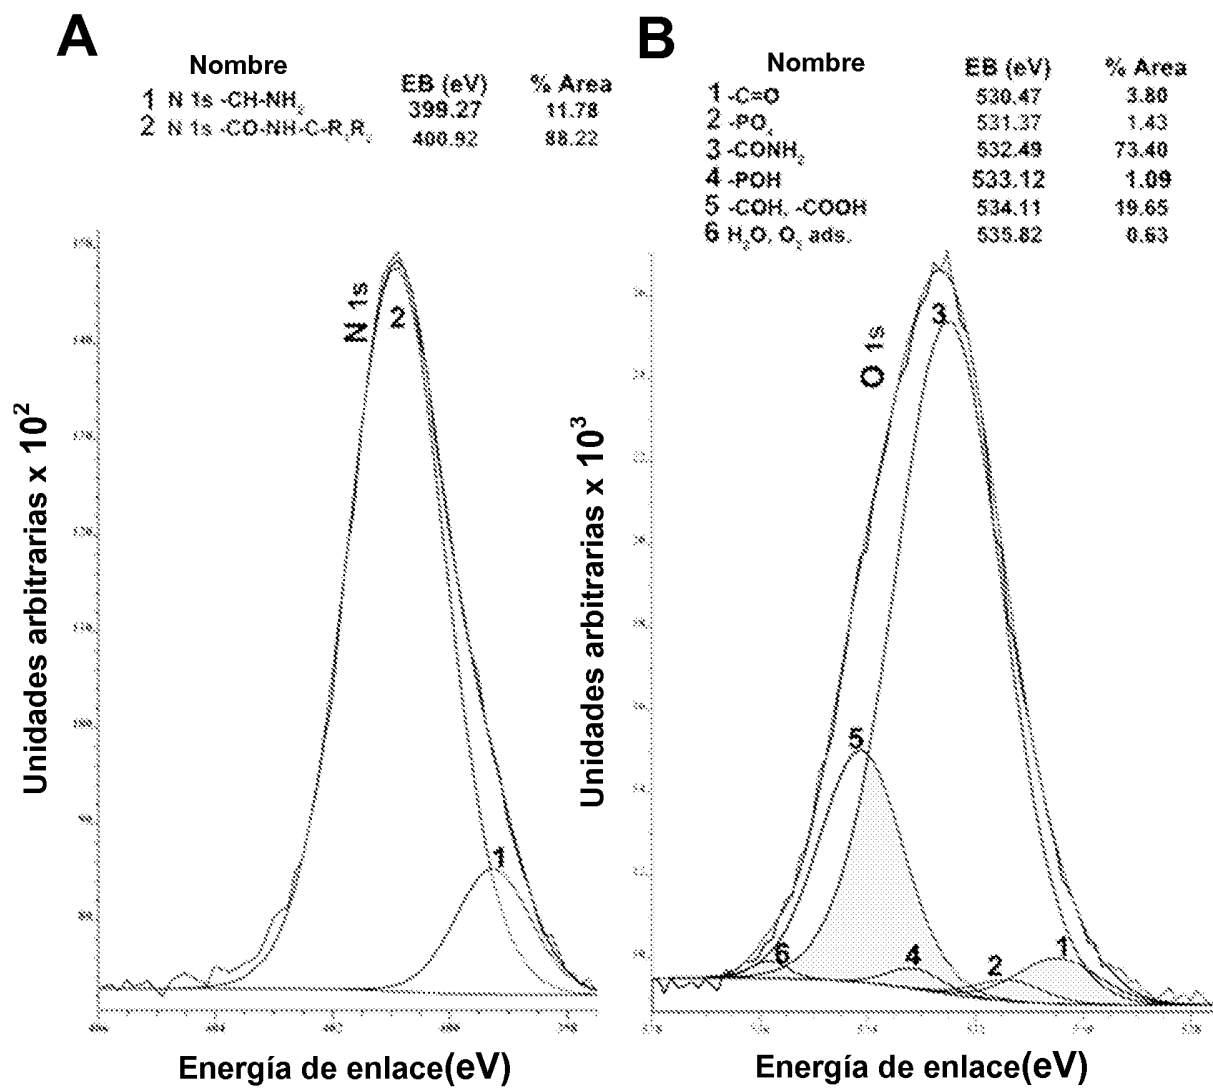 A
Nombre EB (eV) % Area
1 N 1s -CH-NH2 399.27 11.78
2 N 1s -CO-NH-C-R1R2 400.92 88.22
N 1s
2
1
Unidades arbitrarias x 10²
Energía de enlace(eV)
B
Nombre EB (eV) % Area
1 -C=O 530.47 3.80
2 -PO4 531.37 1.43
3 -CONH2 532.49 73.40
4 -POH 533.12 1.09
5 -COH, -COOH 534.11 19.65
6 H2O, O2 ads. 535.82 0.63
O 1s
3
5
6
4
2
1
Unidades arbitrarias x 10³
Energía de enlace(eV)